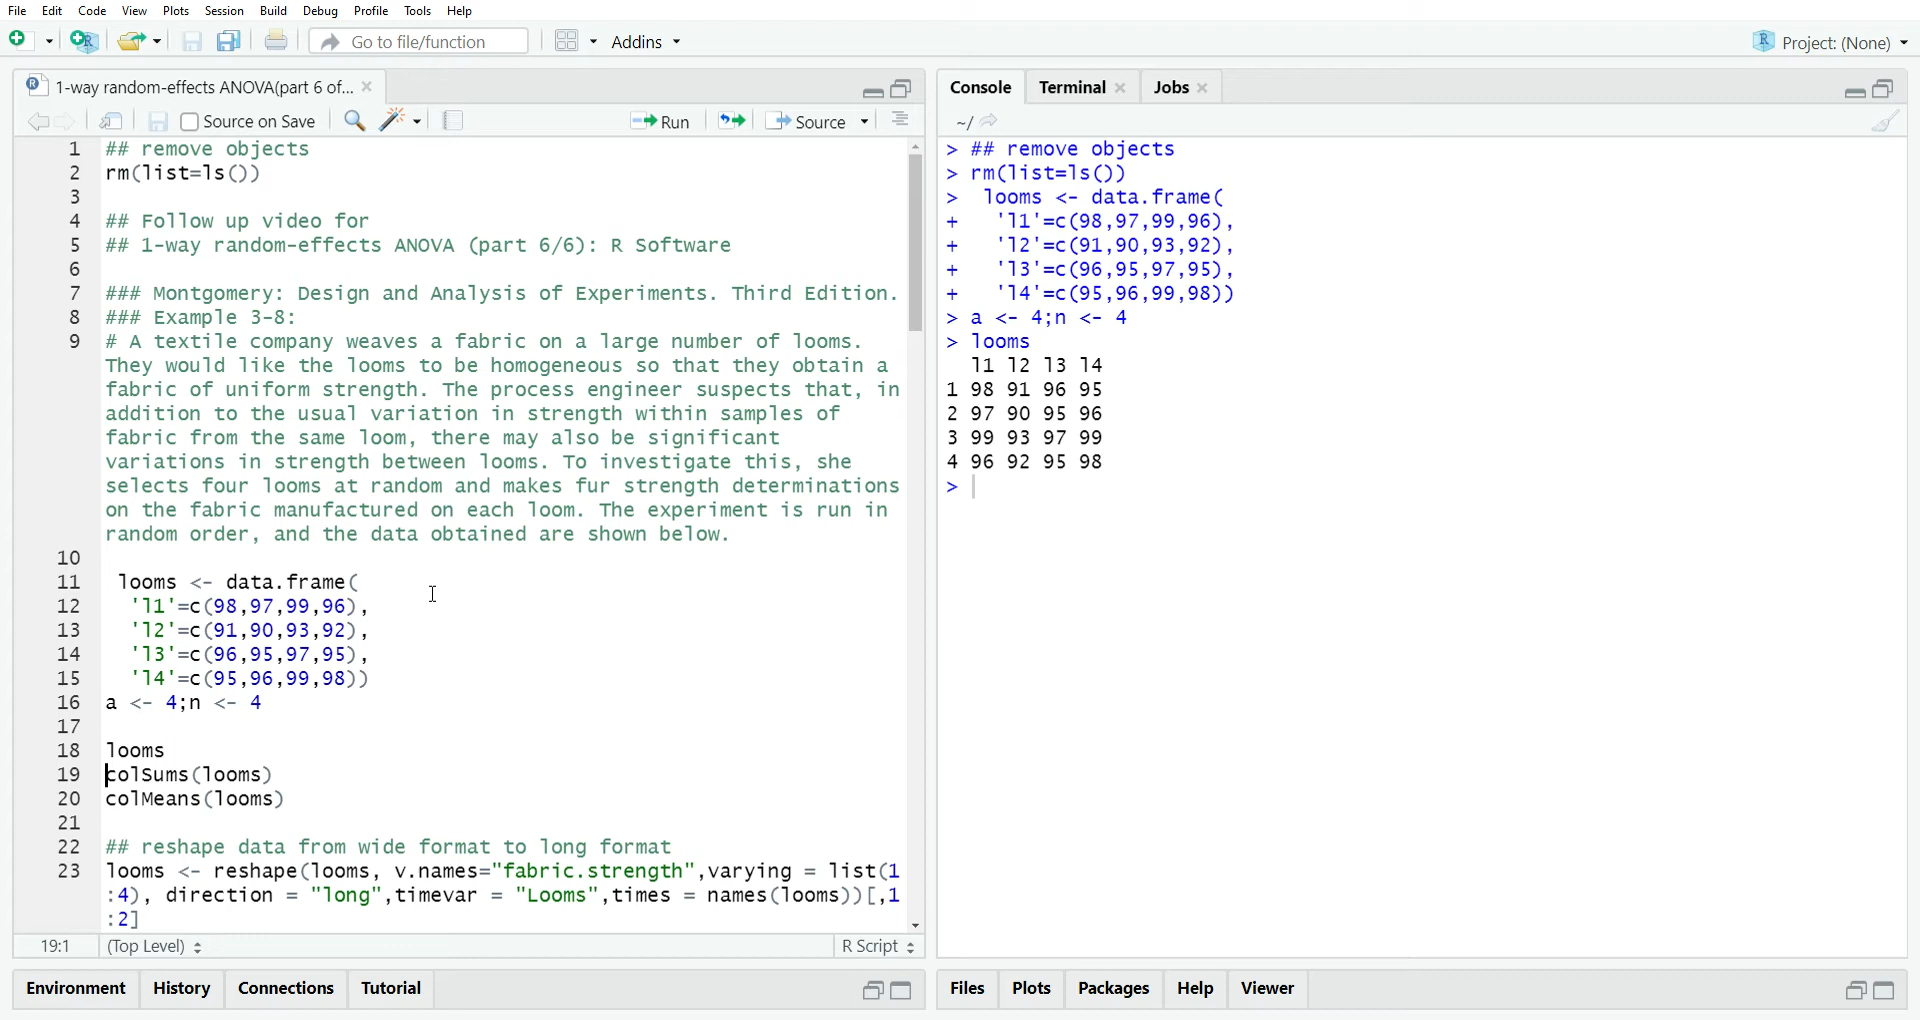 File Edit Code View Plots Session Build Debug Profile Tools Help
Go to file/function Addins Project: (None)
1-way random-effects ANOVA(part 6 of...
Source on Save Run Source
1 ## remove objects
2 rm(list=ls())
3
4 ## Follow up video for
5 ## 1-way random-effects ANOVA (part 6/6): R Software
6
7 ### Montgomery: Design and Analysis of Experiments. Third Edition.
8 ### Example 3-8:
9 # A textile company weaves a fabric on a large number of looms.
They would like the looms to be homogeneous so that they obtain a
fabric of uniform strength. The process engineer suspects that, in
addition to the usual variation in strength within samples of
fabric from the same loom, there may also be significant
variations in strength between looms. To investigate this, she
selects four looms at random and makes fur strength determinations
on the fabric manufactured on each loom. The experiment is run in
random order, and the data obtained are shown below.
10
11 looms <- data.frame(
12 'l1'=c(98,97,99,96),
13 'l2'=c(91,90,93,92),
14 'l3'=c(96,95,97,95),
15 'l4'=c(95,96,99,98))
16 a <- 4;n <- 4
17
18 looms
19 colSums(looms)
20 colMeans(looms)
21
22 ## reshape data from wide format to long format
23 looms <- reshape(looms, v.names="fabric.strength",varying = list(1
:4), direction = "long",timevar = "Looms",times = names(looms))[,1
:2]
19:1 (Top Level) R Script
Environment History Connections Tutorial
Console Terminal Jobs
~/
> ## remove objects
> rm(list=ls())
> looms <- data.frame(
+ 'l1'=c(98,97,99,96),
+ 'l2'=c(91,90,93,92),
+ 'l3'=c(96,95,97,95),
+ 'l4'=c(95,96,99,98))
> a <- 4;n <- 4
> looms
l1 l2 l3 l4
1 98 91 96 95
2 97 90 95 96
3 99 93 97 99
4 96 92 95 98
>
Files Plots Packages Help Viewer